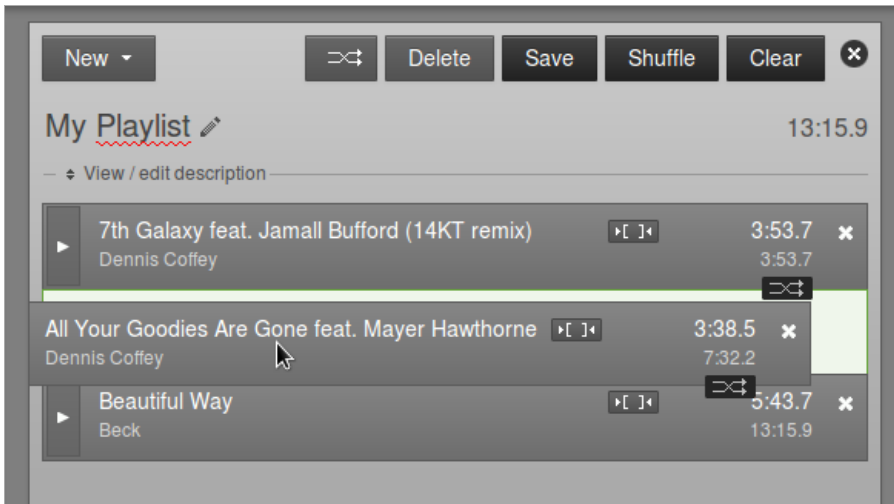 New Delete Save Shuffle Clear
My Playlist 13:15.9
View / edit description
7th Galaxy feat. Jamall Bufford (14KT remix) 3:53.7
Dennis Coffey 3:53.7
All Your Goodies Are Gone feat. Mayer Hawthorne 3:38.5
Dennis Coffey 7:32.2
Beautiful Way 5:43.7
Beck 13:15.9